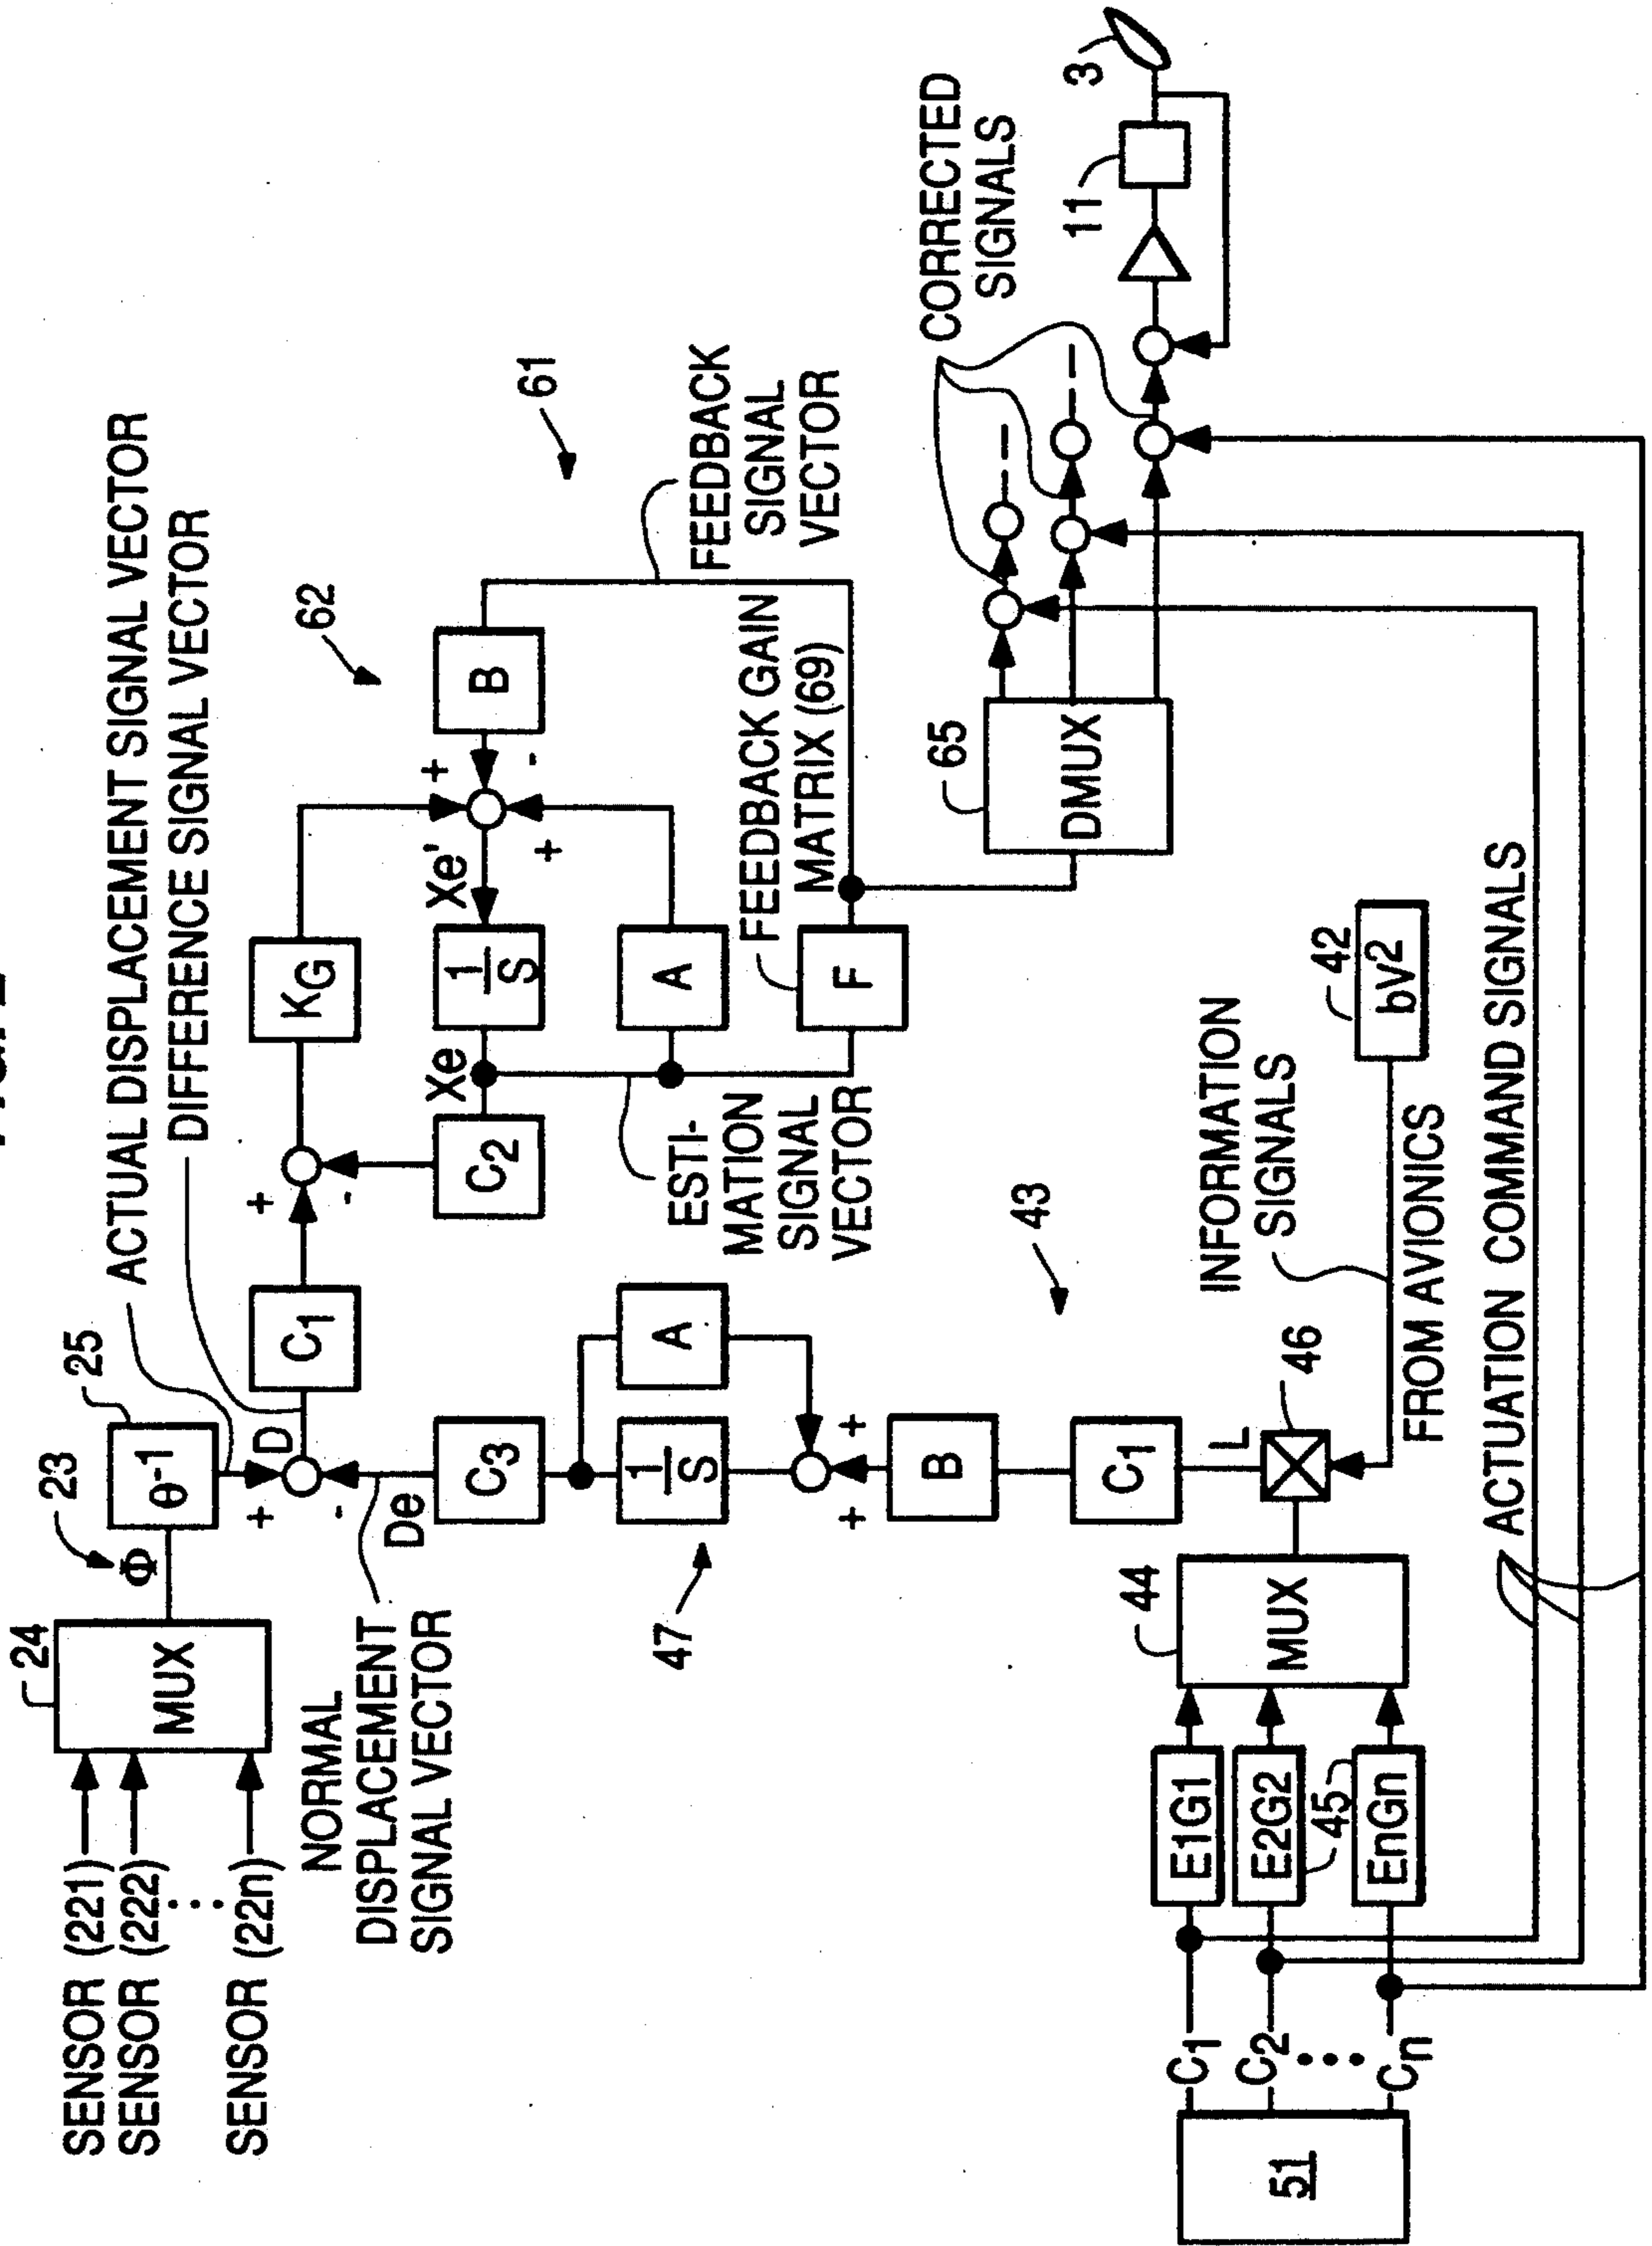 SENSOR (221)
SENSOR (222)
SENSOR (22n)
24
MUX
23
Φ
25
θ-1
ACTUAL DISPLACEMENT SIGNAL VECTOR
DIFFERENCE SIGNAL VECTOR
+
D
-
De
NORMAL
DISPLACEMENT
SIGNAL VECTOR
C1
+
-
KG
C2
Xe
1/S
Xe'
+
-
+
B
A
62
61
ESTI-
MATION
SIGNAL
VECTOR
FEEDBACK GAIN
MATRIX (69)
F
FEEDBACK
SIGNAL
VECTOR
C3
1/S
A
47
+
+
B
C1
43
L
46
INFORMATION
SIGNALS
FROM AVIONICS
42
bV2
65
DMUX
CORRECTED
SIGNALS
11
3
51
C1
C2
Cn
E1G1
E2G2
45
EnGn
44
MUX
ACTUATION COMMAND SIGNALS